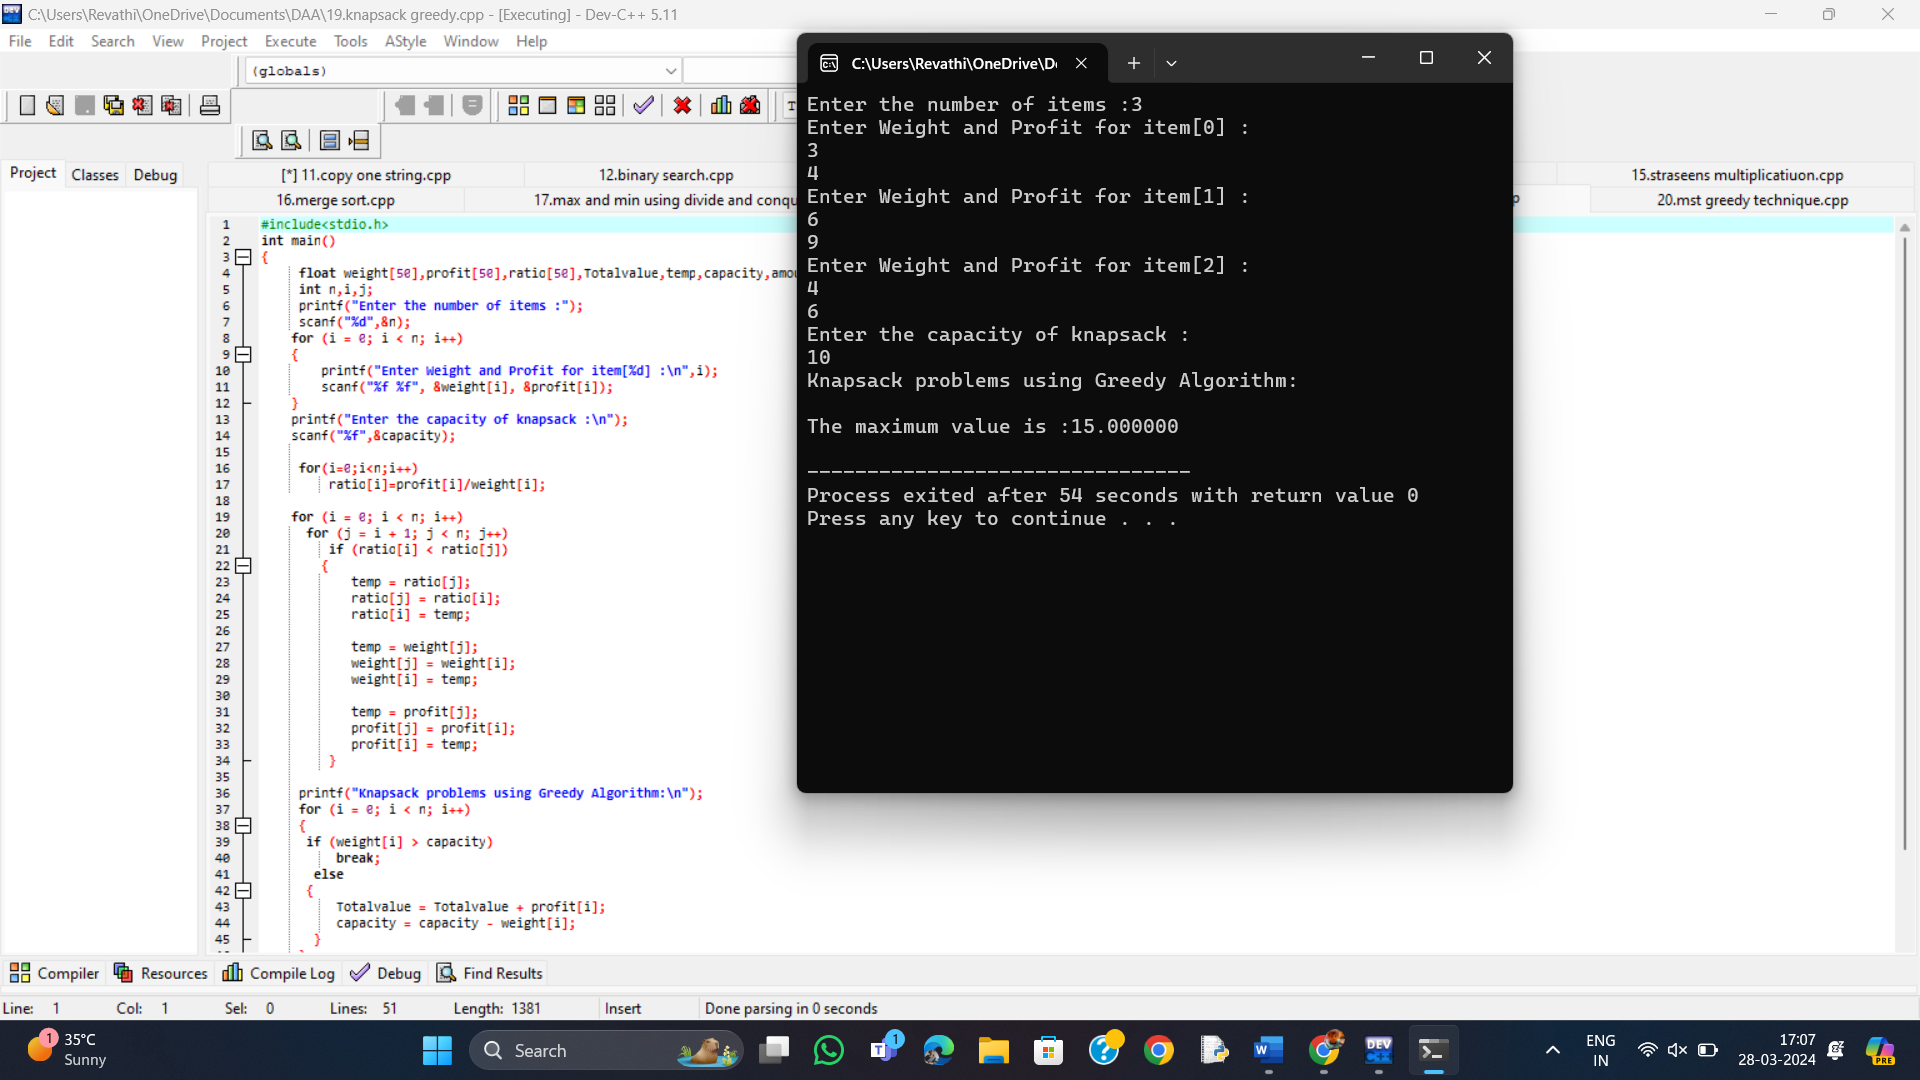 C:\Users\Revathi\OneDrive\Documents\DAA\19.knapsack greedy.cpp - [Executing] - Dev-C++ 5.11
File Edit Search View Project Execute Tools AStyle Window Help
(globals)
Project Classes Debug
[*] 11.copy one string.cpp 12.binary search.cpp 15.straseens multiplicatiuon.cpp
16.merge sort.cpp 17.max and min using divide and conqu 20.mst greedy technique.cpp
1 #include<stdio.h>
2 int main()
3 {
4 float weight[50],profit[50],ratio[50],Totalvalue,temp,capacity,amou
5 int n,i,j;
6 printf("Enter the number of items :");
7 scanf("%d",&n);
8 for (i = 0; i < n; i++)
9 {
10 printf("Enter Weight and Profit for item[%d] :\n",i);
11 scanf("%f %f", &weight[i], &profit[i]);
12 }
13 printf("Enter the capacity of knapsack :\n");
14 scanf("%f",&capacity);
15
16 for(i=0;i<n;i++)
17 ratio[i]=profit[i]/weight[i];
18
19 for (i = 0; i < n; i++)
20 for (j = i + 1; j < n; j++)
21 if (ratio[i] < ratio[j])
22 {
23 temp = ratio[j];
24 ratio[j] = ratio[i];
25 ratio[i] = temp;
26
27 temp = weight[j];
28 weight[j] = weight[i];
29 weight[i] = temp;
30
31 temp = profit[j];
32 profit[j] = profit[i];
33 profit[i] = temp;
34 }
35
36 printf("Knapsack problems using Greedy Algorithm:\n");
37 for (i = 0; i < n; i++)
38 {
39 if (weight[i] > capacity)
40 break;
41 else
42 {
43 Totalvalue = Totalvalue + profit[i];
44 capacity = capacity - weight[i];
45 }
C:\Users\Revathi\OneDrive\D
Enter the number of items :3
Enter Weight and Profit for item[0] :
3
4
Enter Weight and Profit for item[1] :
6
9
Enter Weight and Profit for item[2] :
4
6
Enter the capacity of knapsack :
10
Knapsack problems using Greedy Algorithm:
The maximum value is :15.000000
--------------------------------
Process exited after 54 seconds with return value 0
Press any key to continue . . .
Compiler Resources Compile Log Debug Find Results
Line: 1 Col: 1 Sel: 0 Lines: 51 Length: 1381 Insert Done parsing in 0 seconds
1
35°C
Sunny
Search
1
DEV
ENG
IN
17:07
28-03-2024
PRE